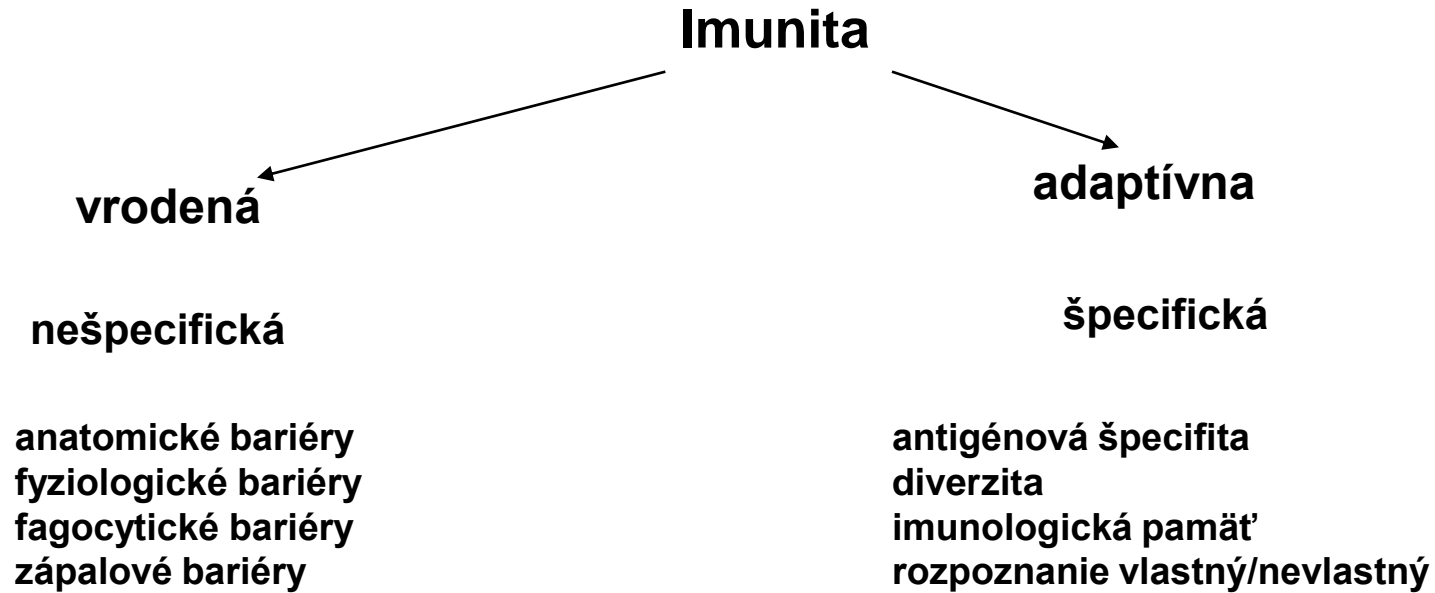 Imunita
vrodená
adaptívna
nešpecifická
špecifická
anatomické bariéry
fyziologické bariéry
fagocytické bariéry
zápalové bariéry
antigénová špecifita
diverzita
imunologická pamäť
rozpoznanie vlastný/nevlastný